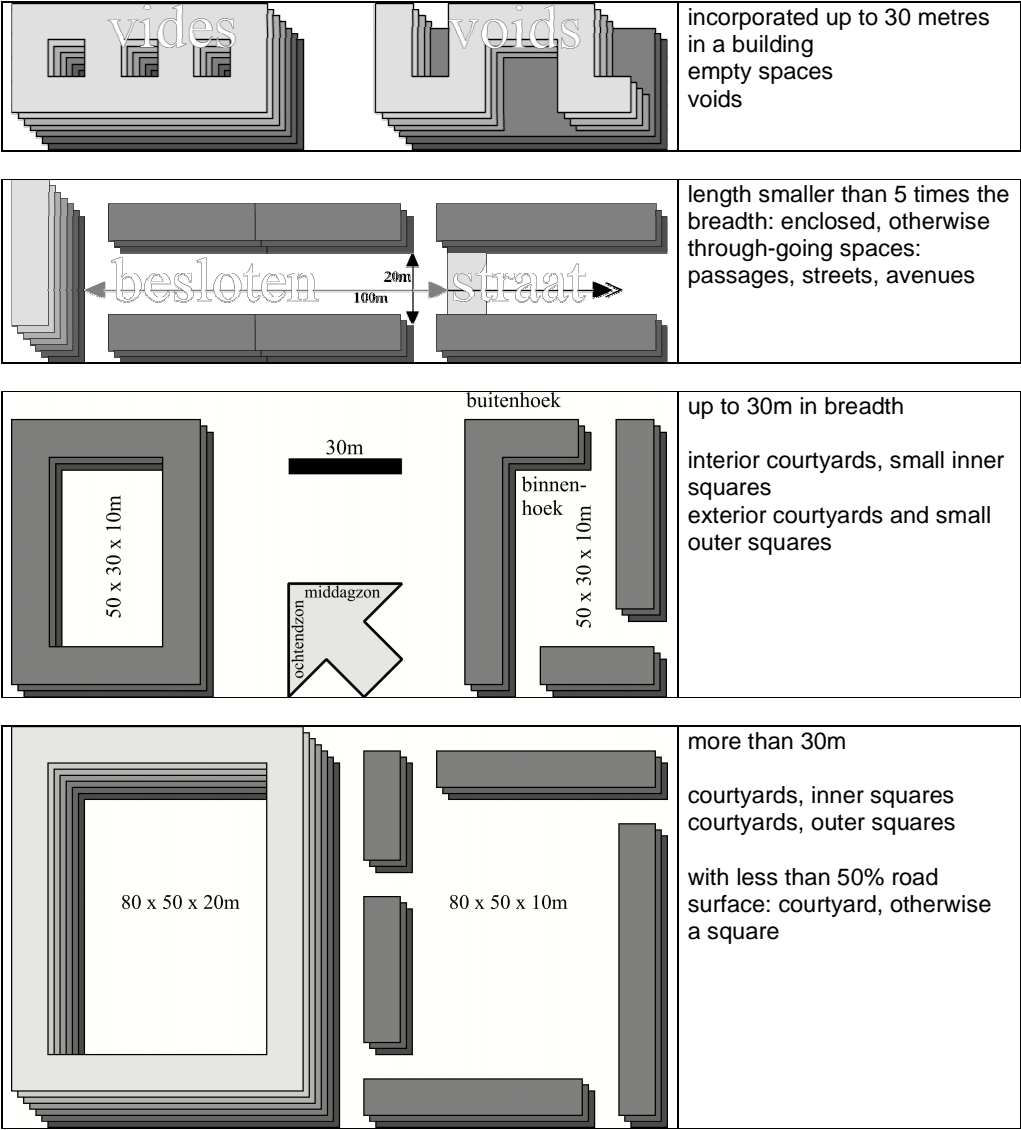 vides
voids
incorporated up to 30 metres
in a building
empty spaces
voids
besloten
straat
20m
100m
length smaller than 5 times the
breadth: enclosed, otherwise
through-going spaces:
passages, streets, avenues
50 x 30 x 10m
30m
middagzon
ochtendzon
buitenhoek
binnen-
hoek
50 x 30 x 10m
up to 30m in breadth
interior courtyards, small inner
squares
exterior courtyards and small
outer squares
80 x 50 x 20m
80 x 50 x 10m
more than 30m
courtyards, inner squares
courtyards, outer squares
with less than 50% road
surface: courtyard, otherwise
a square